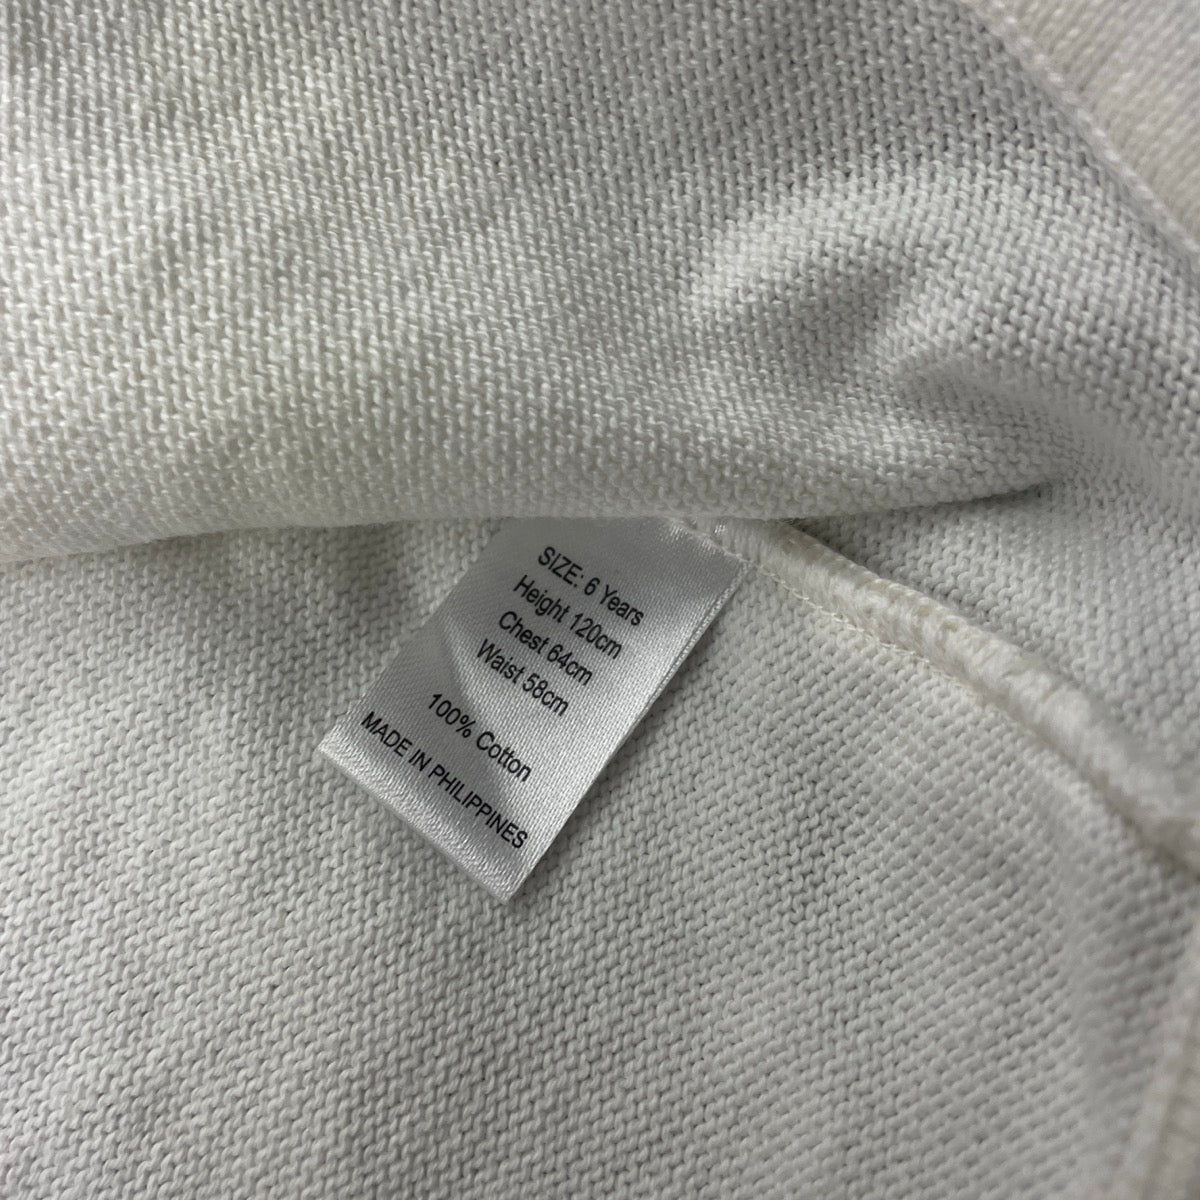 SIZE: 6 Years
Height 120cm
Chest 64cm
Waist 58cm
100% Cotton
MADE IN PHILIPPINES